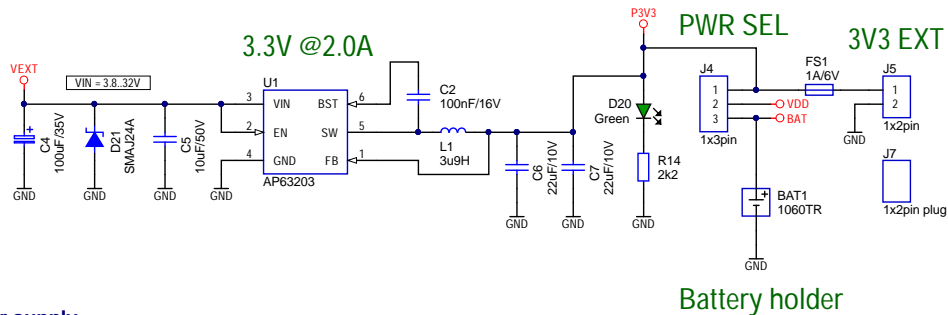 P3V3
PWR SEL
3.3V @2.0A
3V3 EXT
VEXT
VIN = 3.8..32V
U1
J4
FS1
1A/6V
J5
3
VIN
BST
6
C2
100nF/16V
1
2
3
VDD
BAT
1
2
2
EN
SW
5
D20
Green
GND
1x2pin
C4
100uF/35V
D21
SMAJ24A
C5
10uF/50V
L1
3u9H
1x3pin
4
GND
FB
1
AP63203
J7
C6
22uF/10V
C7
22uF/10V
R14
2k2
GND
GND
GND
GND
BAT1
1060TR
1x2pin plug
GND
GND
GND
GND
Battery holder